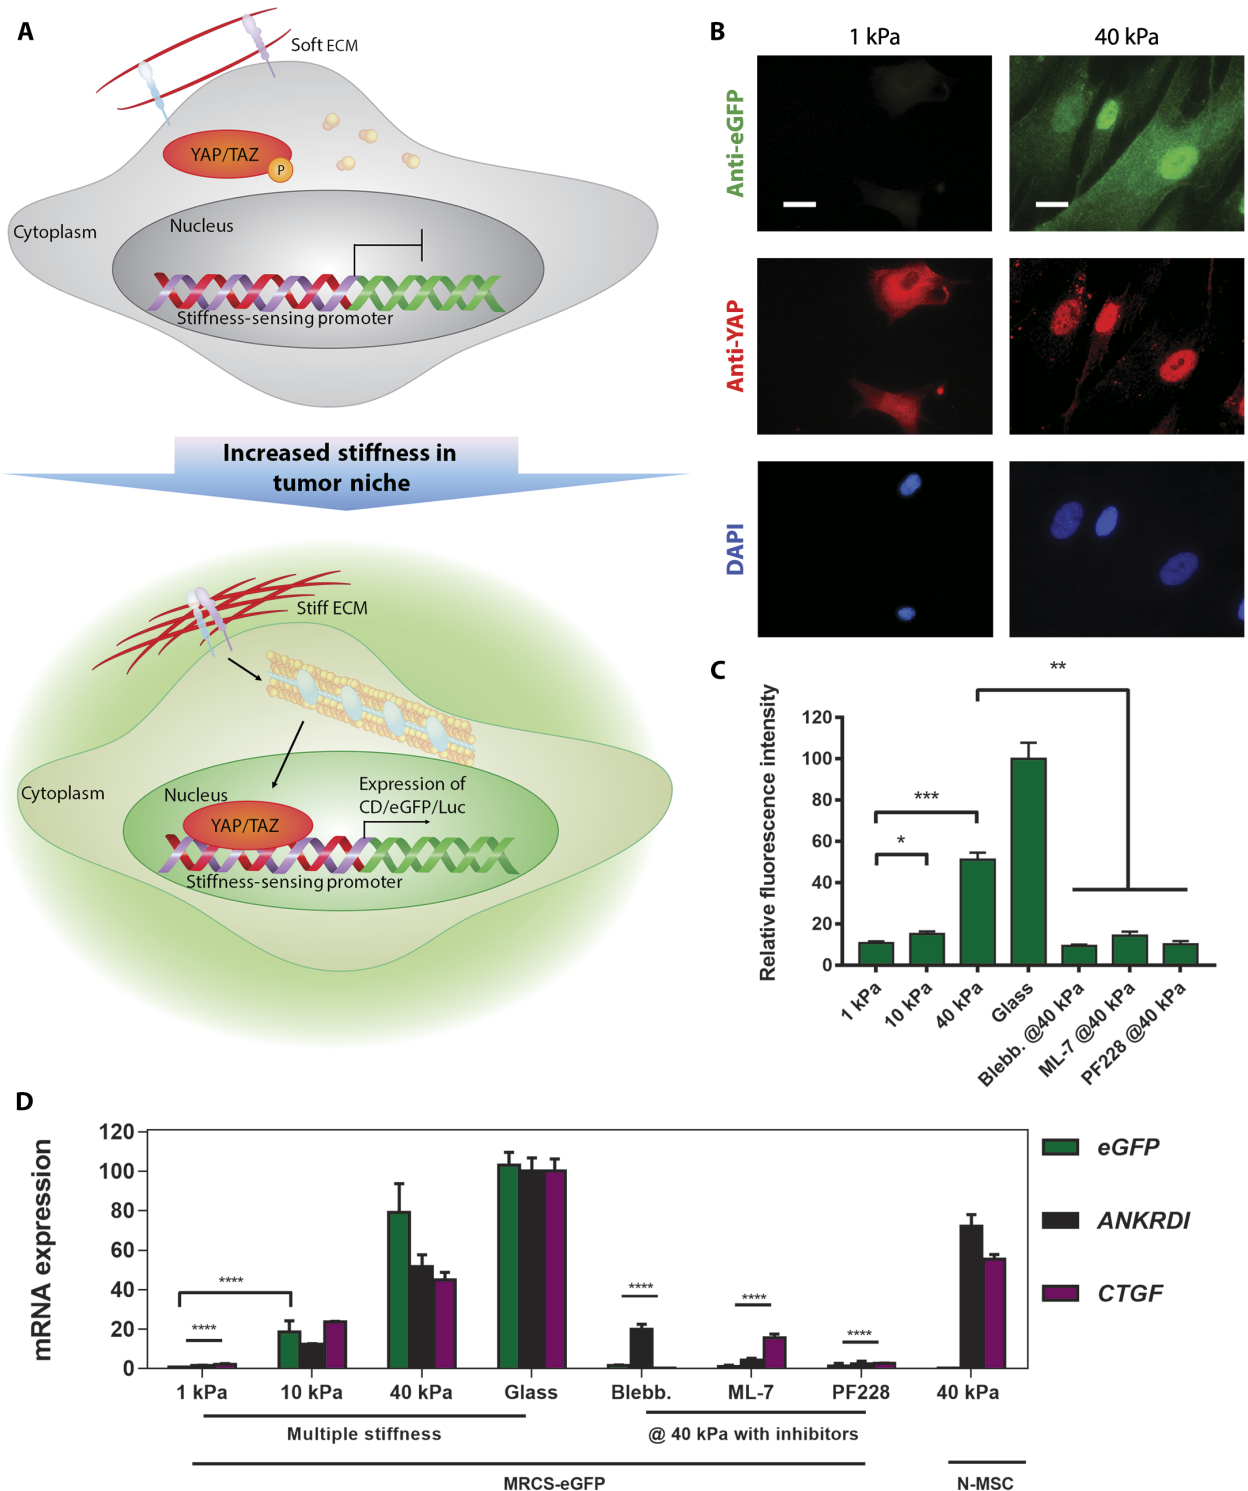 A
Soft ECM
YAP/TAZ
P
Cytoplasm
Nucleus
Stiffness-sensing promoter
Increased stiffness in
tumor niche
Stiff ECM
Cytoplasm
Nucleus
Expression of
CD/eGFP/Luc
YAP/TAZ
Stiffness-sensing promoter
B
1 kPa
40 kPa
Anti-eGFP
Anti-YAP
DAPI
C
Relative fluorescence intensity
120
100
80
60
40
20
0
**
***
*
1 kPa
10 kPa
40 kPa
Glass
Blebb. @40 kPa
ML-7 @40 kPa
PF228 @40 kPa
D
mRNA expression
120
100
80
60
40
20
0
****
****
****
****
****
1 kPa
10 kPa
40 kPa
Glass
Blebb.
ML-7
PF228
40 kPa
Multiple stiffness
@ 40 kPa with inhibitors
MRCS-eGFP
N-MSC
eGFP
ANKRDI
CTGF